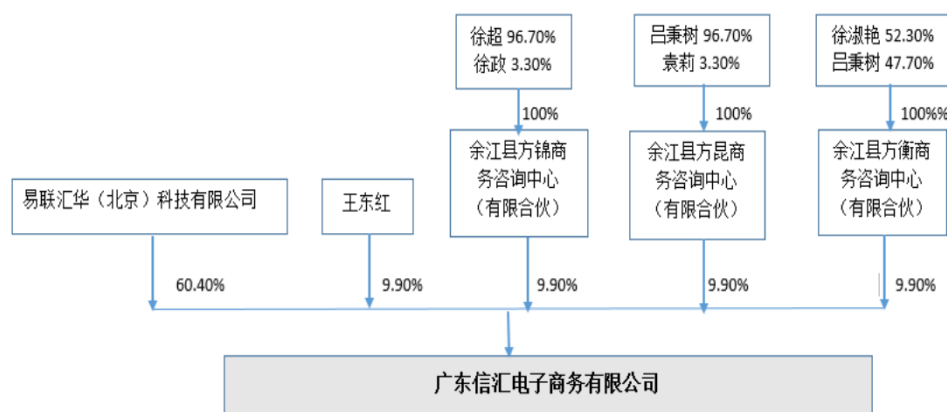 徐超 96.70%
徐政 3.30%
吕秉树 96.70%
袁莉 3.30%
徐淑艳 52.30%
吕秉树 47.70%
100%
100%
100%%
易联汇华（北京）科技有限公司
王东红
余江县方锦商
务咨询中心
（有限合伙）
余江县方昆商
务咨询中心
（有限合伙）
余江县方衡商
务咨询中心
（有限合伙）
60.40%
9.90%
9.90%
9.90%
9.90%
广东信汇电子商务有限公司